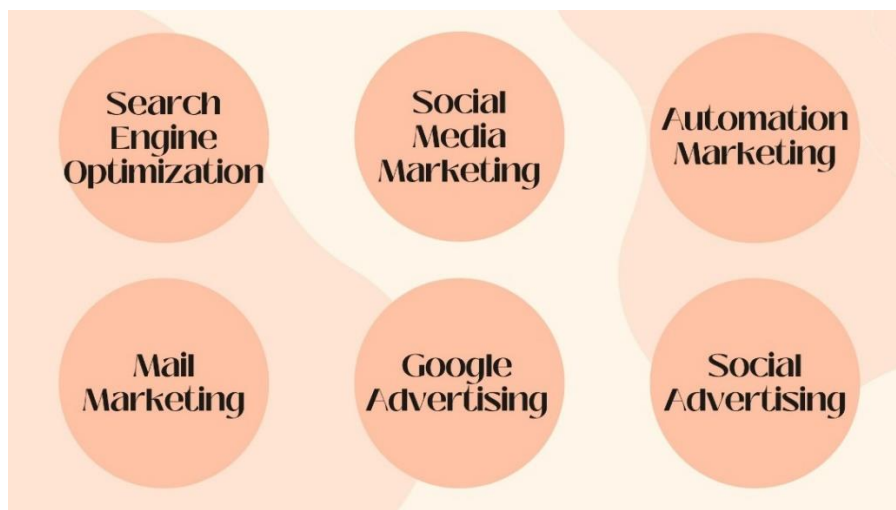 Search
Engine
Optimization
Social
Media
Marketing
Automation
Marketing
Mail
Marketing
Google
Advertising
Social
Advertising